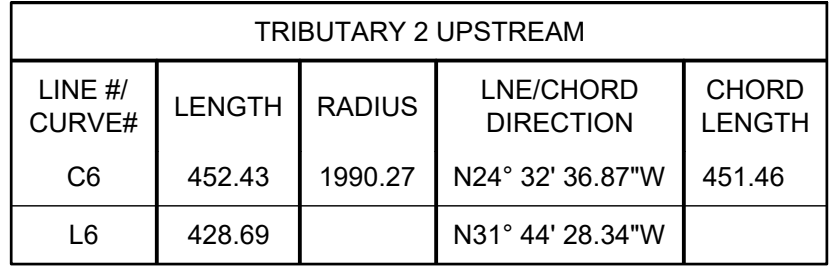 TRIBUTARY 2 UPSTREAM
LINE #/ CURVE# LENGTH RADIUS LNE/CHORD DIRECTION CHORD LENGTH
C6 452.43 1990.27 N24° 32' 36.87"W 451.46
L6 428.69 N31° 44' 28.34"W